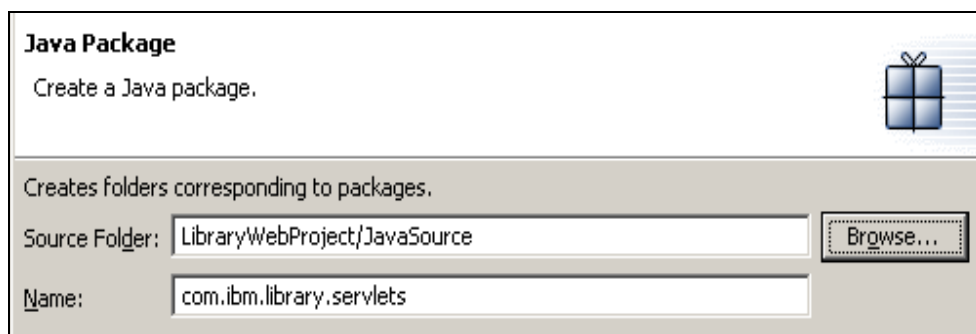 Java Package
Create a Java package.
Creates folders corresponding to packages.
Source Folder: LibraryWebProject/JavaSource Browse...
Name: com.ibm.library.servlets